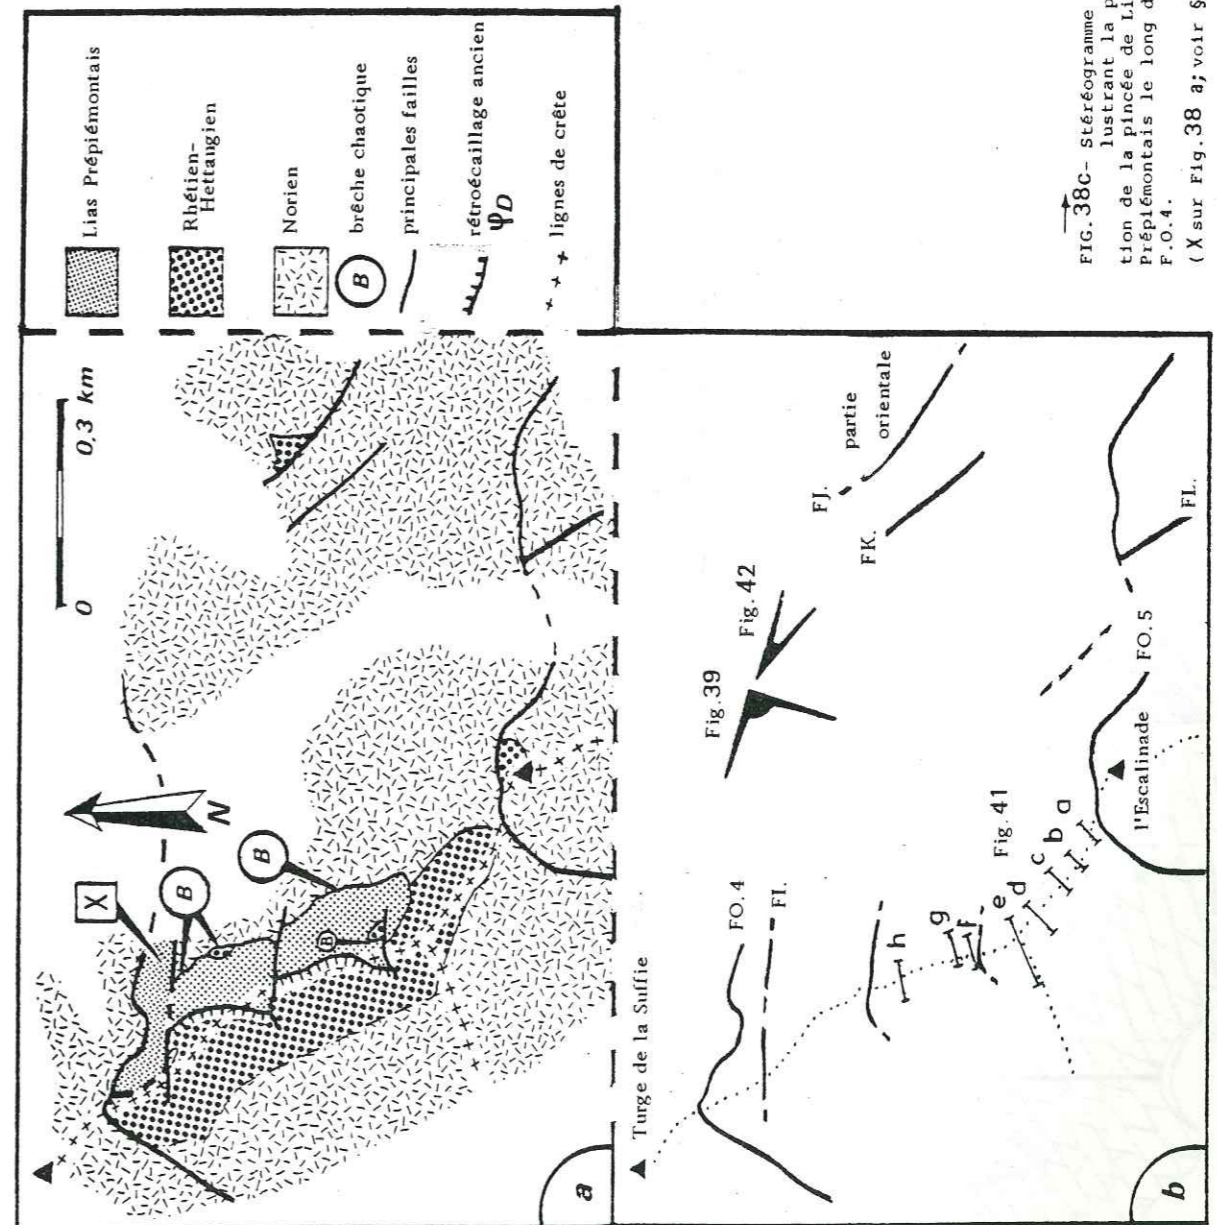 Lias Prépiémontais
Rhétien-
Hettangien
Norien
B
brêche chaotique
principales failles
rétroécaillage ancien
φD
lignes de crête
0
0,3 km
N
X
B
B
B
a
Turge de la Suffie
FO.4
FI.
Fig.39
Fig.42
FJ.
partie
orientale
FK.
h
g
f
e
d
c
b
a
Fig 41
l'Escalinade
FO.5
FL.
b
FIG.38C- Stéréogramme
lustrant la p
tion de la pincée de Li
Prépiémontais le long d
F.O.4.
(X sur Fig.38 a; voir §